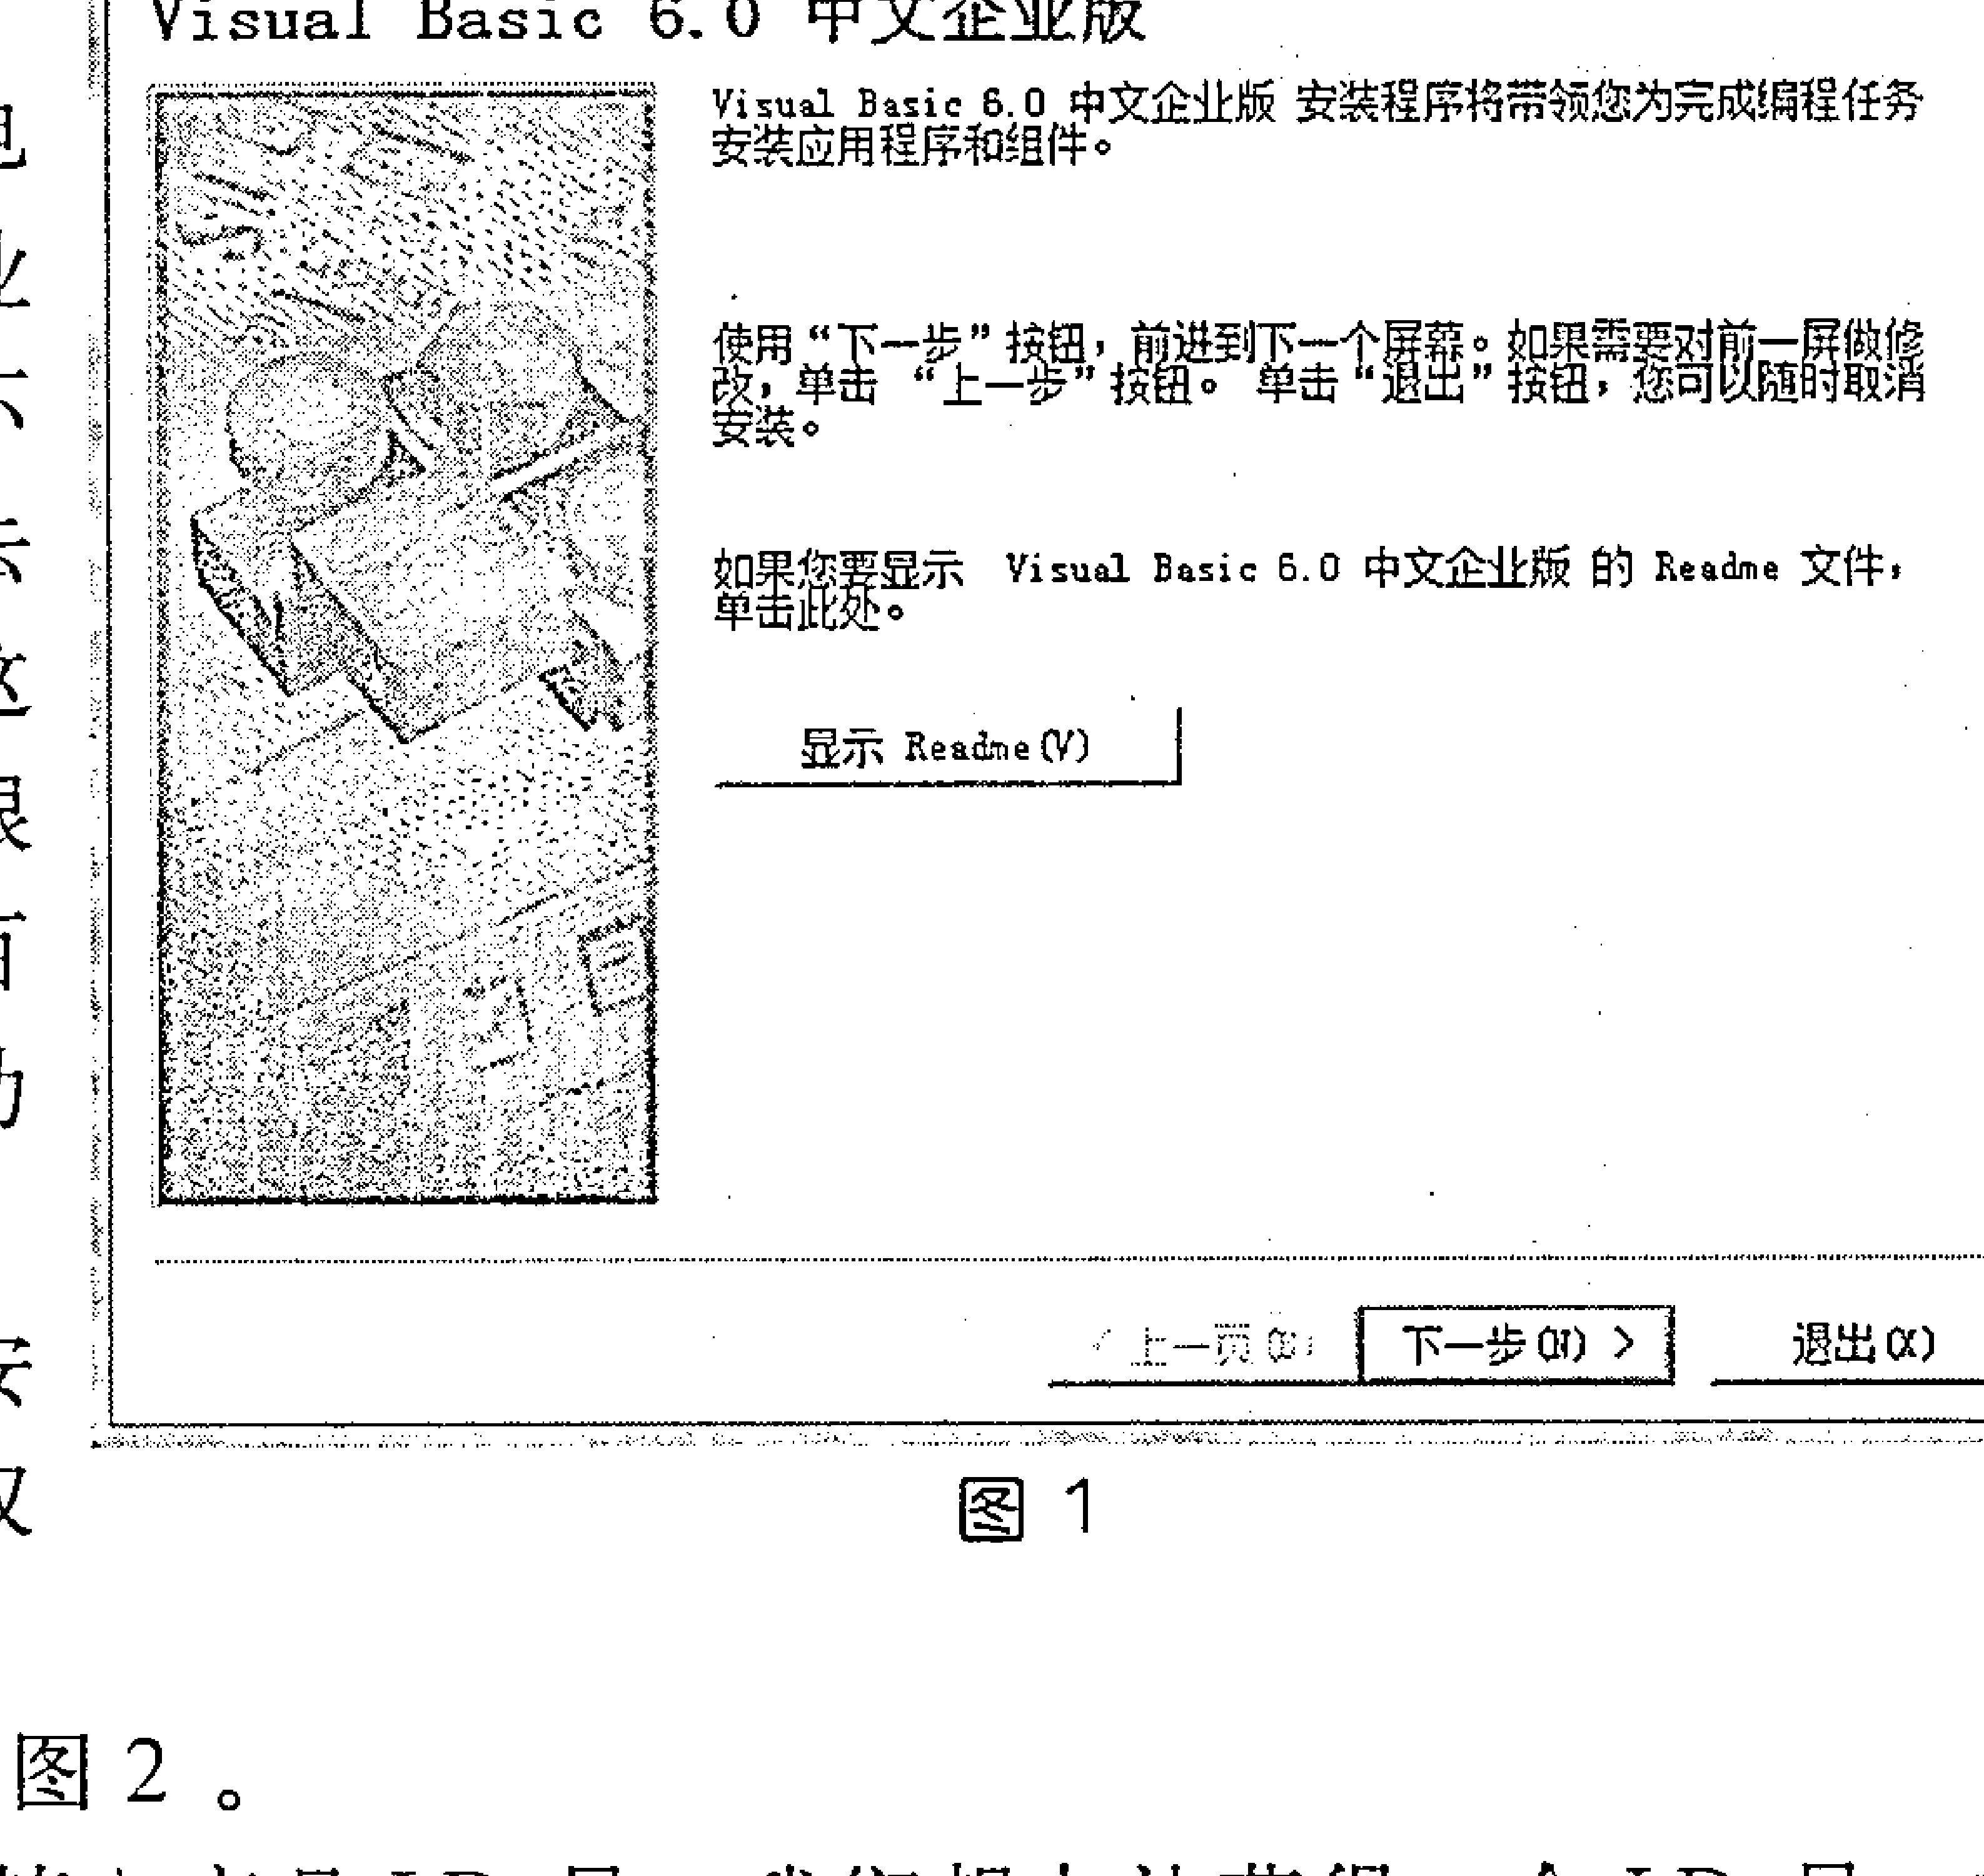 Visual Basic 6.0 中文企业版
Visual Basic 6.0 中文企业版 安装程序将带领您为完成编程任务
安装应用程序和组件。
使用“下一步”按钮，前进到下一个屏幕。如果需要对前一屏做修
改，单击 “上一步”按钮。 单击“退出”按钮，您可以随时取消
安装。
如果您要显示 Visual Basic 6.0 中文企业版 的 Readme 文件，
单击此处。
显示 Readme(V)
< 上一页(B) 下一步(N) > 退出(X)
图 1
图 2 。